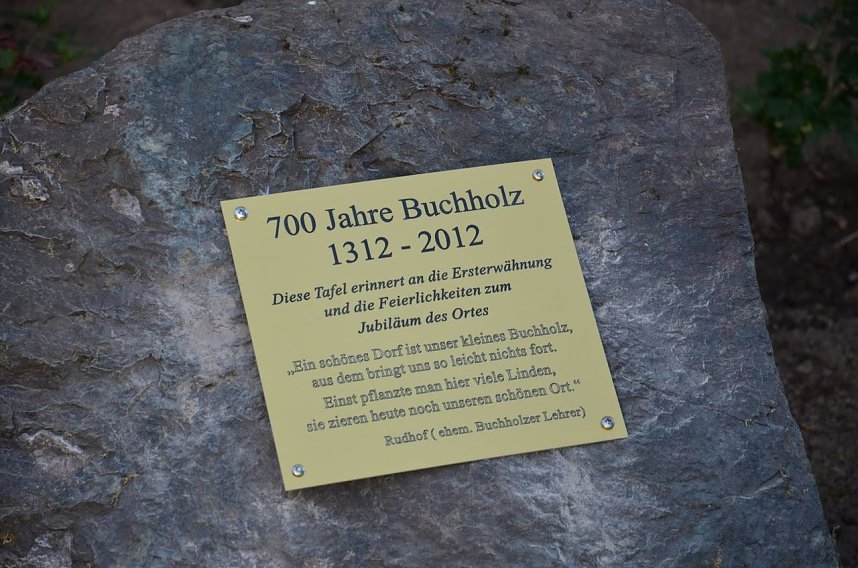 700 Jahre Buchholz
1312 - 2012
Diese Tafel erinnert an die Ersterwähnung
und die Feierlichkeiten zum
Jubiläum des Ortes
„Ein schönes Dorf ist unser kleines Buchholz,
aus dem bringt uns so leicht nichts fort.
Einst pflanzte man hier viele Linden,
sie zieren heute noch unseren schönen Ort.“
Rudhof ( ehem. Buchholzer Lehrer)